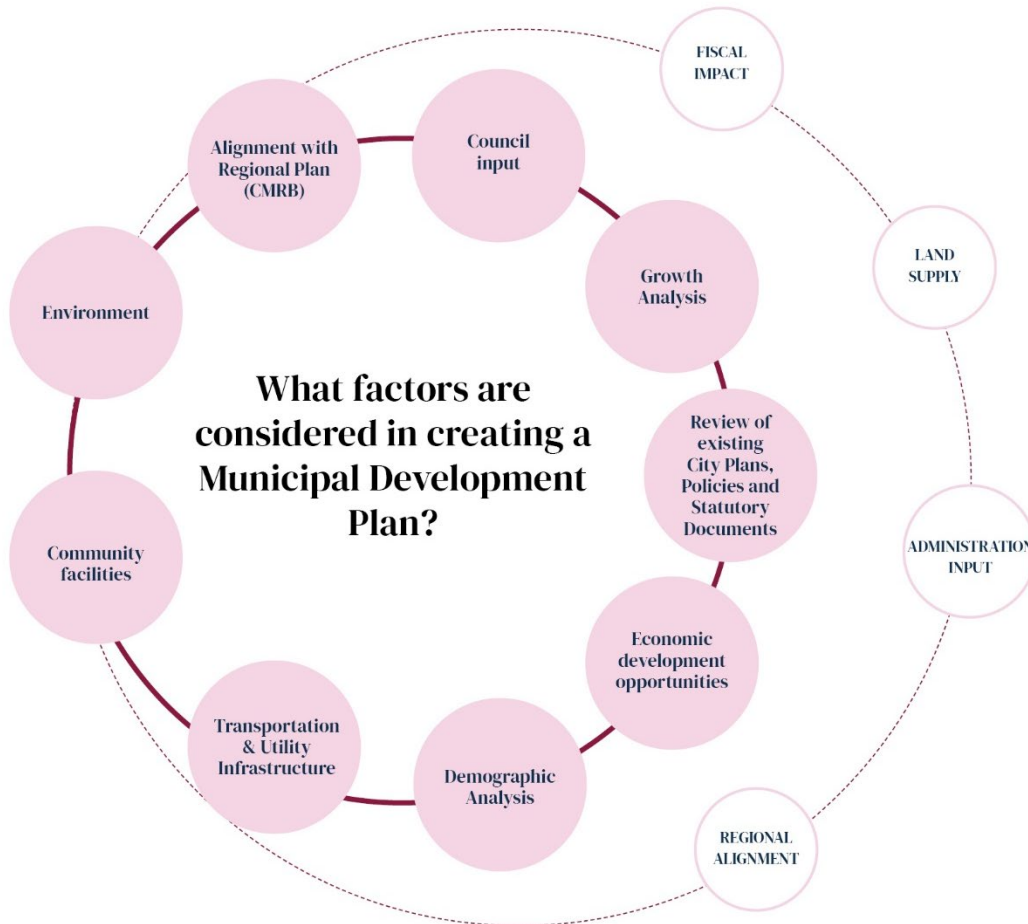 What factors are
considered in creating a
Municipal Development
Plan?
Council
input
Growth
Analysis
Review of
existing
City Plans,
Policies and
Statutory
Documents
Economic
development
opportunities
Demographic
Analysis
Transportation
& Utility
Infrastructure
Community
facilities
Environment
Alignment with
Regional Plan
(CMRB)
FISCAL
IMPACT
LAND
SUPPLY
ADMINISTRATION
INPUT
REGIONAL
ALIGNMENT